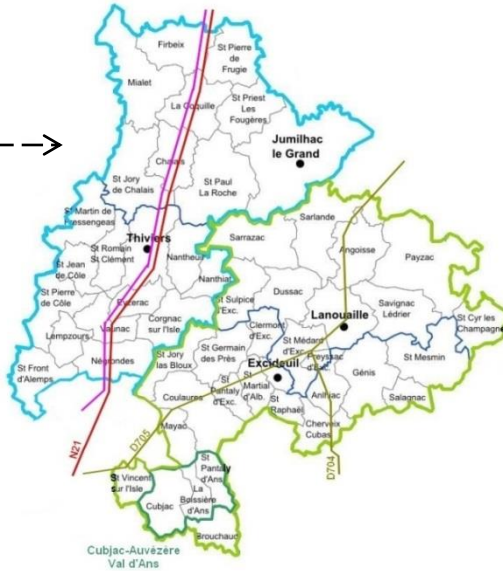 Firbeix
St Pierre
de
Frugie
Mialet
La Coquille
St Priest
Les
Fougères
Jumilhac
le Grand
Chalais
St Jory
de Chalais
St Paul
La Roche
St Martin de
Fressengeas
Thiviers
St Romain
St Clément
Nantheuil
St Jean
de Côle
Nanthiat
St Pierre
de Côle
Eyzerac
Corgnac
sur l'Isle
Vaunac
Lempzours
Négrondes
St Front
d'Alemps
Sarlande
Sarrazac
Angoisse
Payzac
Dussac
St Sulpice
d'Exc.
Lanouaille
Savignac
Lédrier
St Cyr les
Champagnes
Clermont
d'Exc.
St Médard
d'Exc.
Preyssac
d'Exc.
St Mesmin
St Germain
des Près
St Jory
las Bloux
Excideuil
Génis
St
Pantaly
d'Exc.
St
Martial
d'Alb.
St
Raphaël
Anlhiac
Salagnac
Coulaures
Cherveix
Cubas
Mayac
N21
D705
D704
St Vincent
sur l'Isle
St
Pantaly
d'Ans
La
Boissière
d'Ans
Cubjac
Brouchaud
Cubjac-Auvézère
Val d'Ans